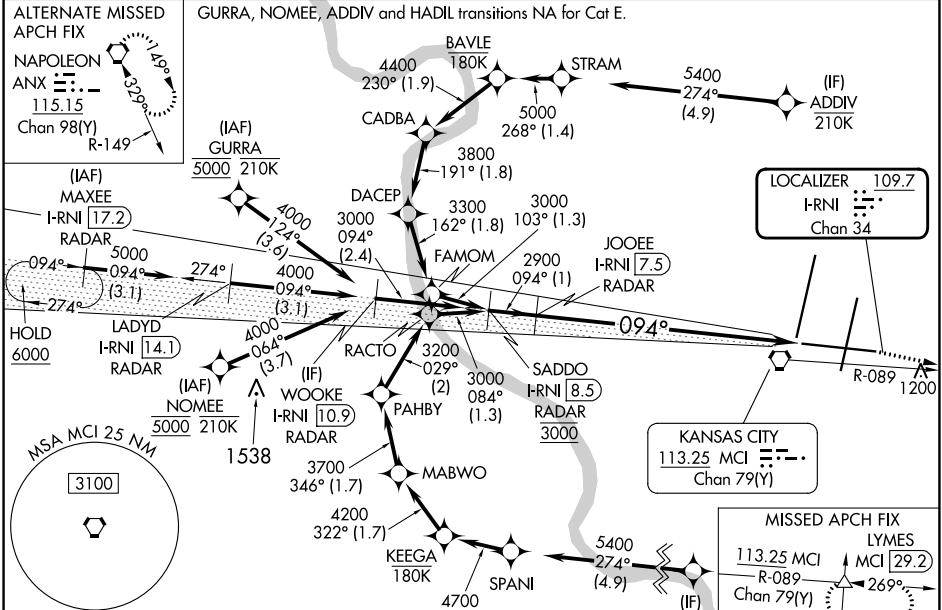 ALTERNATE MISSED
APCH FIX
NAPOLEON
ANX
115.15
Chan 98(Y)
149°
329°
R-149
GURRA, NOMEE, ADDIV and HADIL transitions NA for Cat E.
BAVLE
180K
4400
230° (1.9)
STRAM
5000
268° (1.4)
5400
274°
(4.9)
(IF)
ADDIV
210K
CADBA
3800
191° (1.8)
DACEP
3300
162° (1.8)
(IAF)
GURRA
5000 210K
4000
124°
(3.6)
LOCALIZER 109.7
I-RNI
Chan 34
(IAF)
MAXEE
I-RNI 17.2
RADAR
3000
094°
(2.4)
3000
103° (1.3)
FAMOM
2900
094° (1)
JOOEE
I-RNI 7.5
RADAR
094°
274°
HOLD
6000
5000
094°
(3.1)
274°
4000
094°
(3.1)
094°
LADYD
I-RNI 14.1
RADAR
4000
064°
(3.7)
(IAF)
NOMEE
5000 210K
1538
RACTO
(IF)
WOOKE
I-RNI 10.9
RADAR
3200
029°
(2)
3000
084°
(1.3)
SADDO
I-RNI 8.5
RADAR
3000
R-089
1200
PAHBY
KANSAS CITY
113.25 MCI
Chan 79(Y)
MSA MCI 25 NM
3100
3700
346° (1.7)
MABWO
4200
322° (1.7)
KEEGA
180K
SPANI
4700
5400
274°
(4.9)
(IF)
MISSED APCH FIX
LYMES
MCI 29.2
113.25 MCI
R-089
Chan 79(Y)
269°